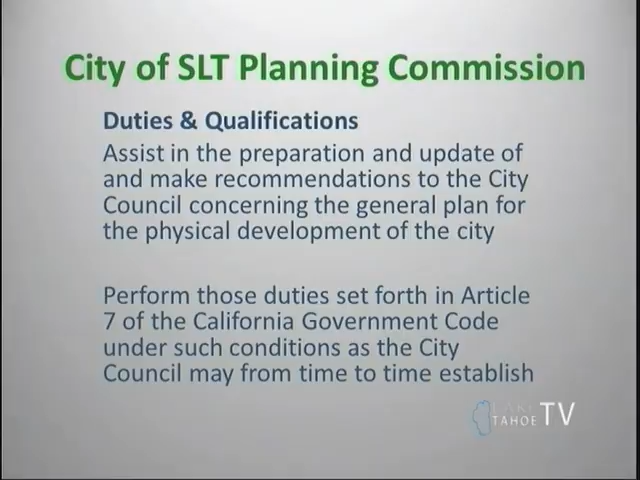 City of SLT Planning Commission
Duties & Qualifications
Assist in the preparation and update of
and make recommendations to the City
Council concerning the general plan for
the physical development of the city
Perform those duties set forth in Article
7 of the California Government Code
under such conditions as the City
Council may from time to time establish
LAKE
TAHOE TV